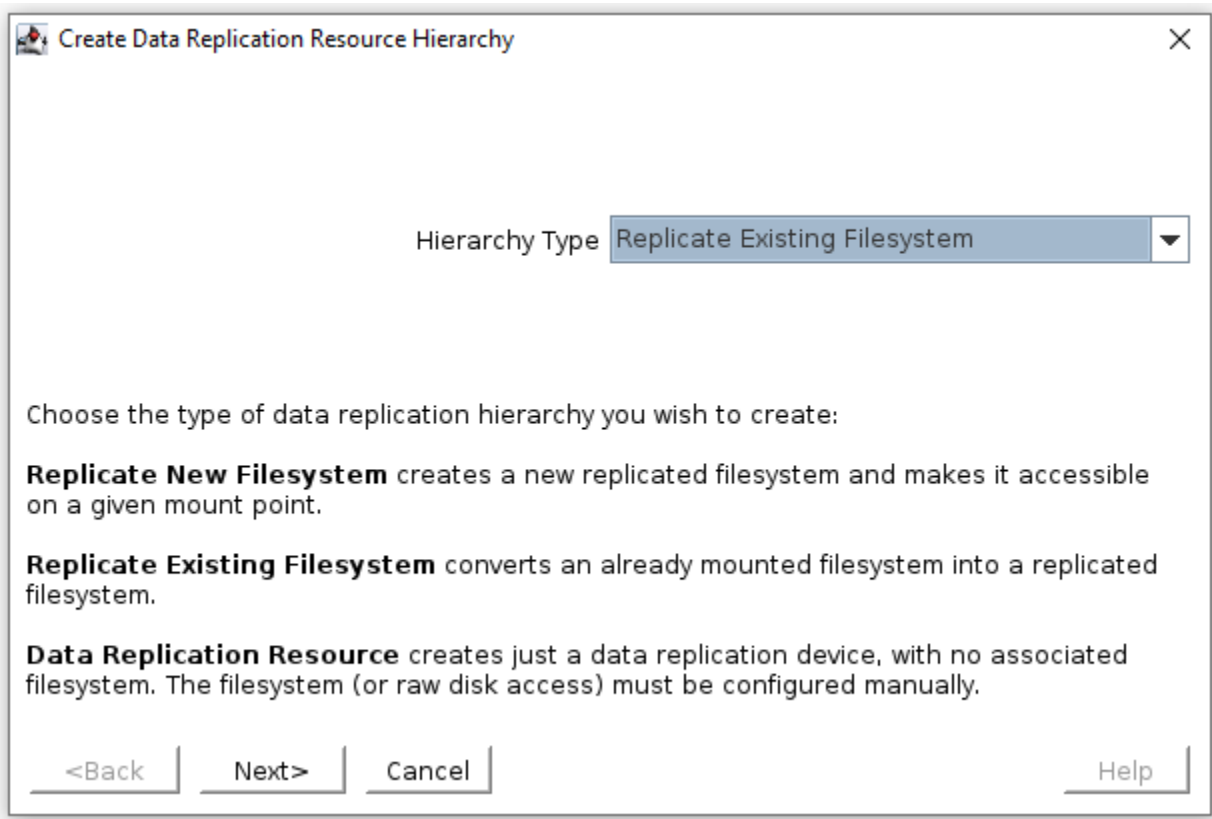 Create Data Replication Resource Hierarchy
Hierarchy Type Replicate Existing Filesystem
Choose the type of data replication hierarchy you wish to create:
Replicate New Filesystem creates a new replicated filesystem and makes it accessible
on a given mount point.
Replicate Existing Filesystem converts an already mounted filesystem into a replicated
filesystem.
Data Replication Resource creates just a data replication device, with no associated
filesystem. The filesystem (or raw disk access) must be configured manually.
<Back Next> Cancel Help